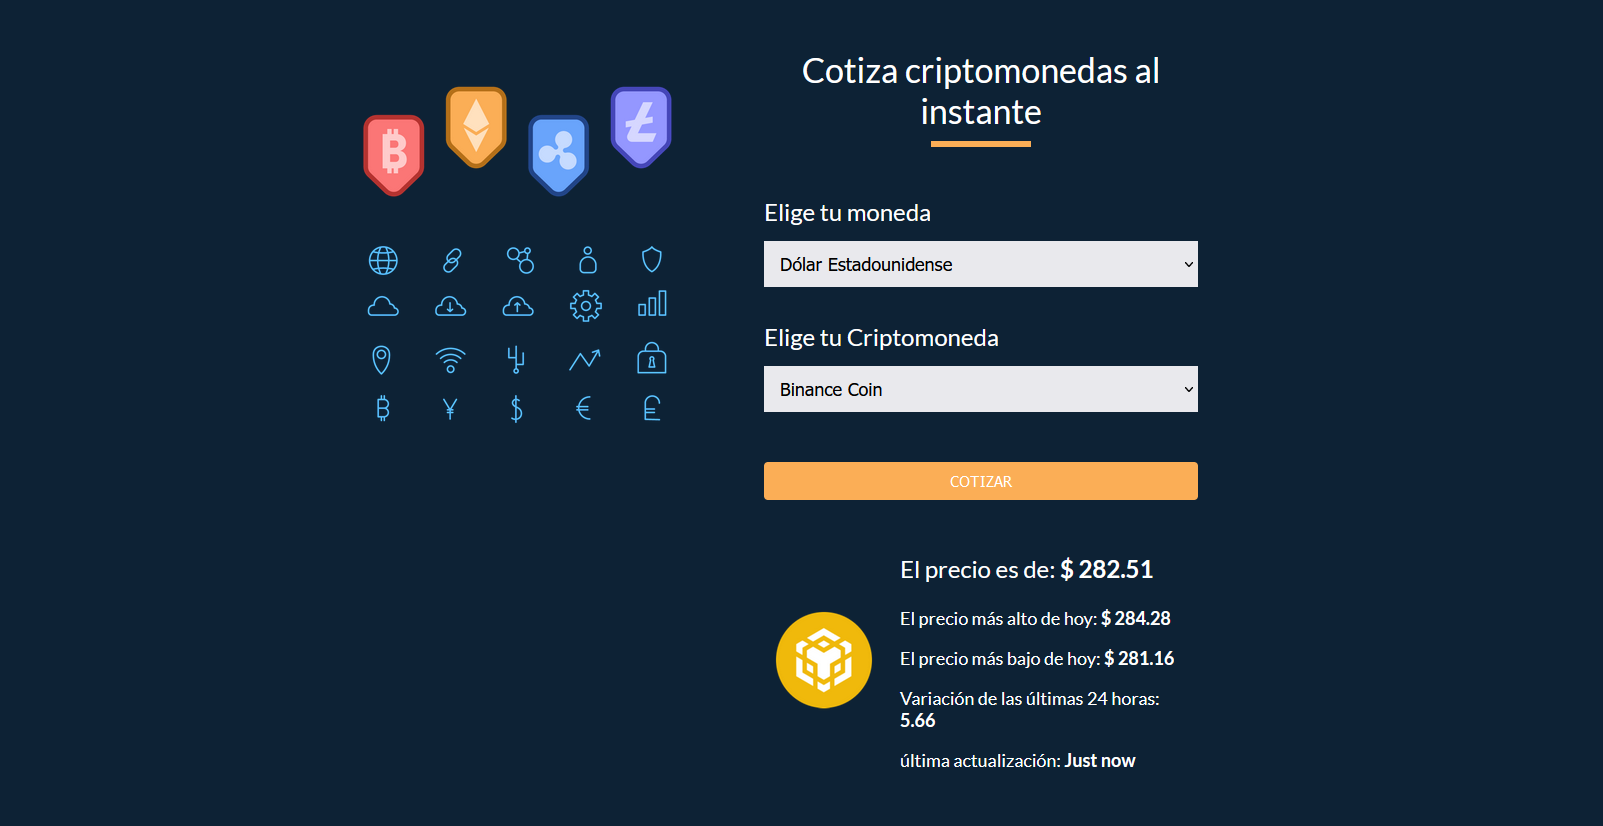 Cotiza criptomonedas al
instante
Elige tu moneda
Dólar Estadounidense
Elige tu Criptomoneda
Binance Coin
COTIZAR
El precio es de: $ 282.51
El precio más alto de hoy: $ 284.28
El precio más bajo de hoy: $ 281.16
Variación de las últimas 24 horas:
5.66
última actualización: Just now